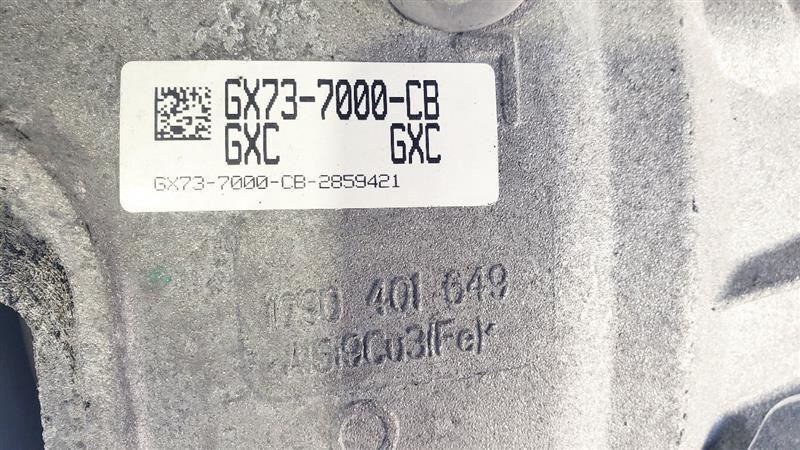 GX73-7000-CB
GXC GXC
GX73-7000-CB-2859421
1090 401 649
AlSi9Cu3(Fe)